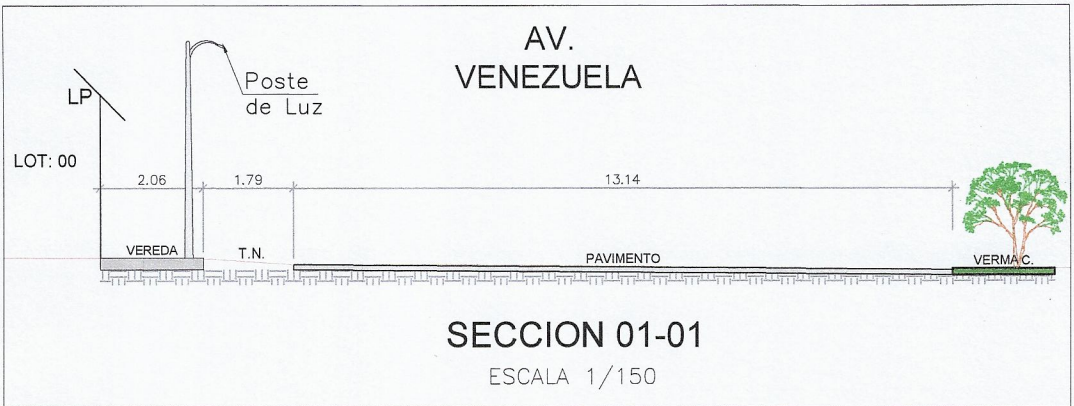 AV.
VENEZUELA
Poste
de Luz
LP
LOT: 00
2.06
1.79
13.14
VEREDA
T.N.
PAVIMENTO
VERMA C.
SECCION 01-01
ESCALA 1/150